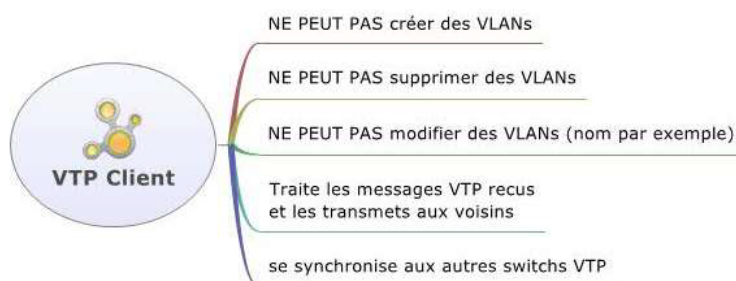 NE PEUT PAS créer des VLANs
NE PEUT PAS supprimer des VLANs
NE PEUT PAS modifier des VLANs (nom par exemple)
VTP Client
Traite les messages VTP recus
et les transmets aux voisins
se synchronise aux autres switchs VTP